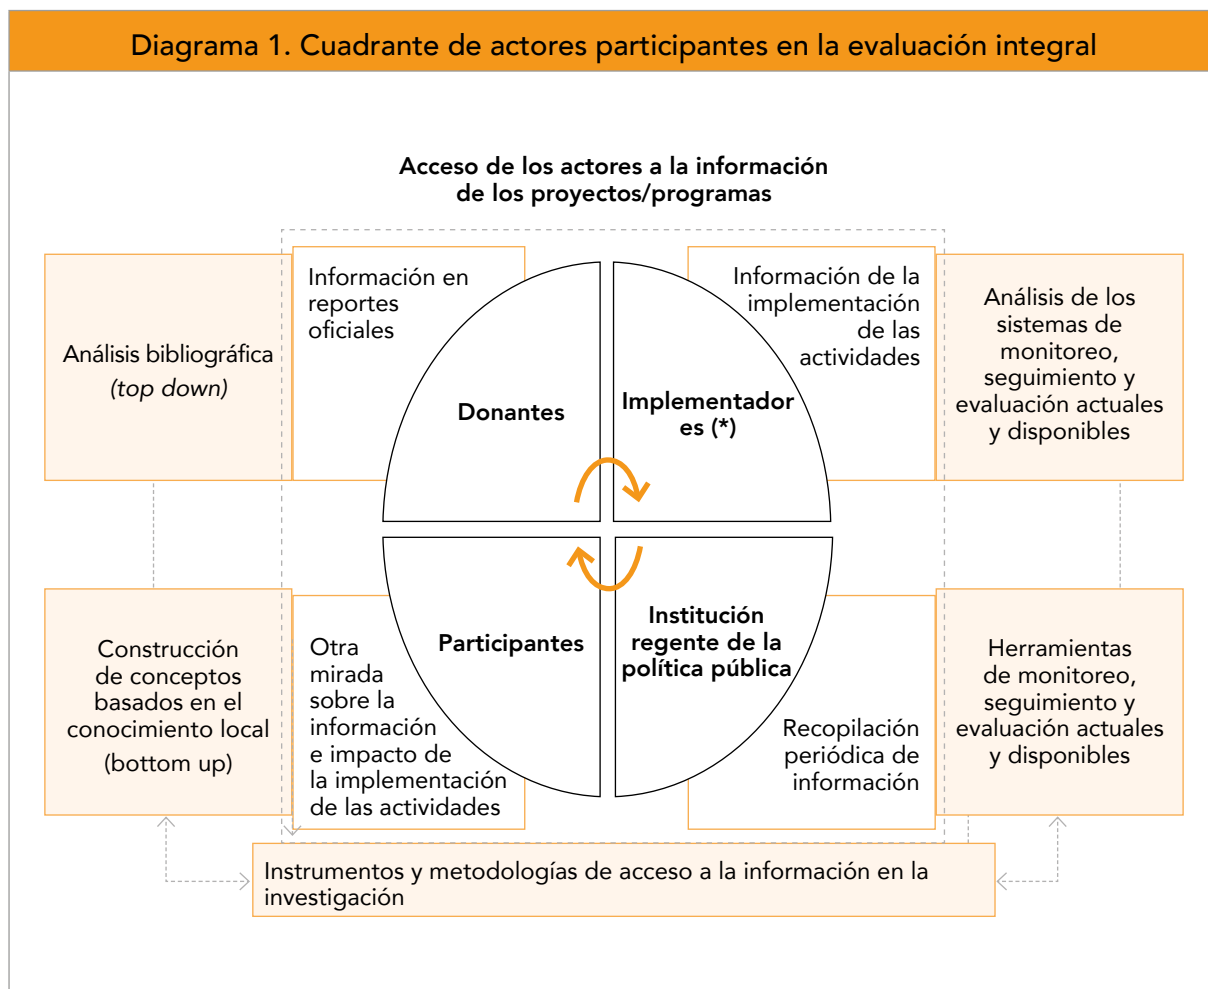 Diagrama 1. Cuadrante de actores participantes en la evaluación integral
Acceso de los actores a la información
de los proyectos/programas
Análisis bibliográfica
(top down)
Información en
reportes
oficiales
Donantes
Implementador
es (*)
Información de la
implementación
de las
actividades
Análisis de los
sistemas de
monitoreo,
seguimiento y
evaluación actuales
y disponibles
Construcción
de conceptos
basados en el
conocimiento local
(bottom up)
Otra
mirada
sobre la
información
e impacto de
la implementación
de las actividades
Participantes
Institución
regente de la
política pública
Recopilación
periódica de
información
Herramientas
de monitoreo,
seguimiento y
evaluación actuales
y disponibles
Instrumentos y metodologías de acceso a la información en la
investigación